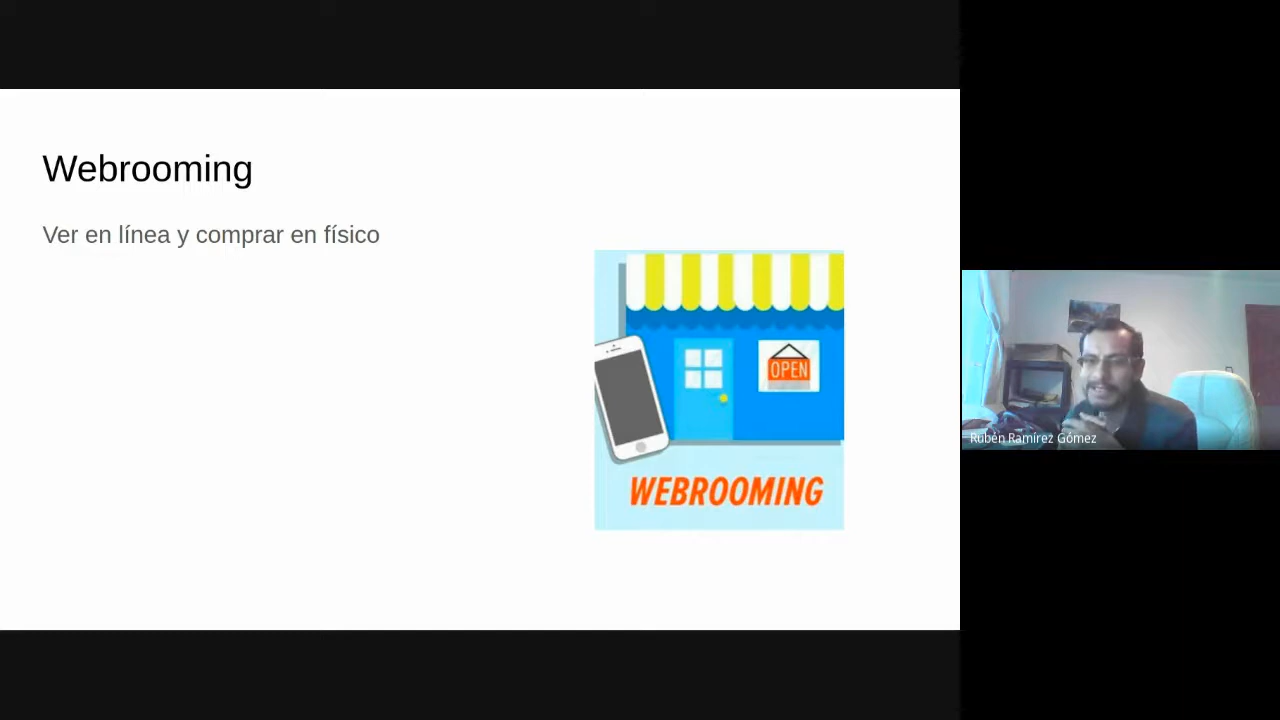 Webrooming
Ver en línea y comprar en físico
OPEN
WEBROOMING
Rubén Ramírez Gómez